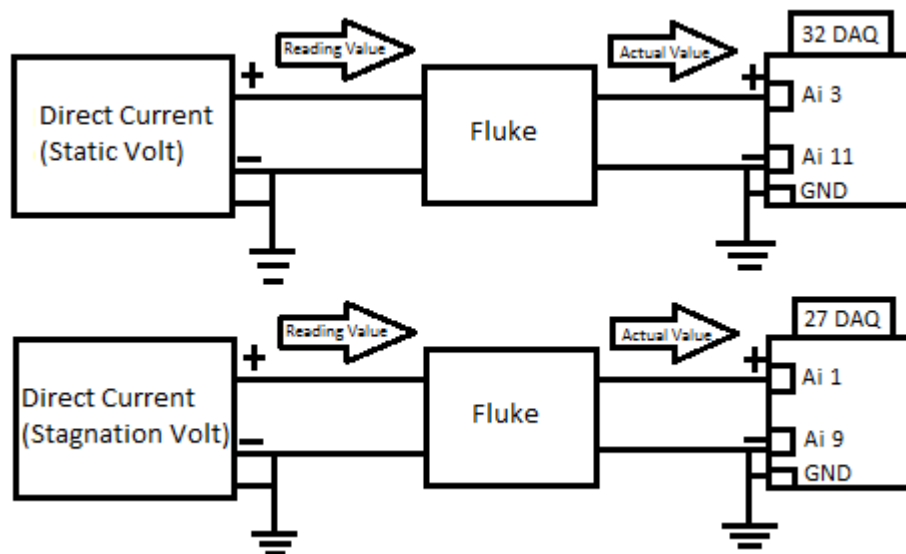 32 DAQ
Reading Value
Actual Value
+
+
Ai 3
Direct Current
(Static Volt)
Fluke
−
−
Ai 11
GND
27 DAQ
Reading Value
Actual Value
+
+
Ai 1
Direct Current
(Stagnation Volt)
Fluke
−
−
Ai 9
GND